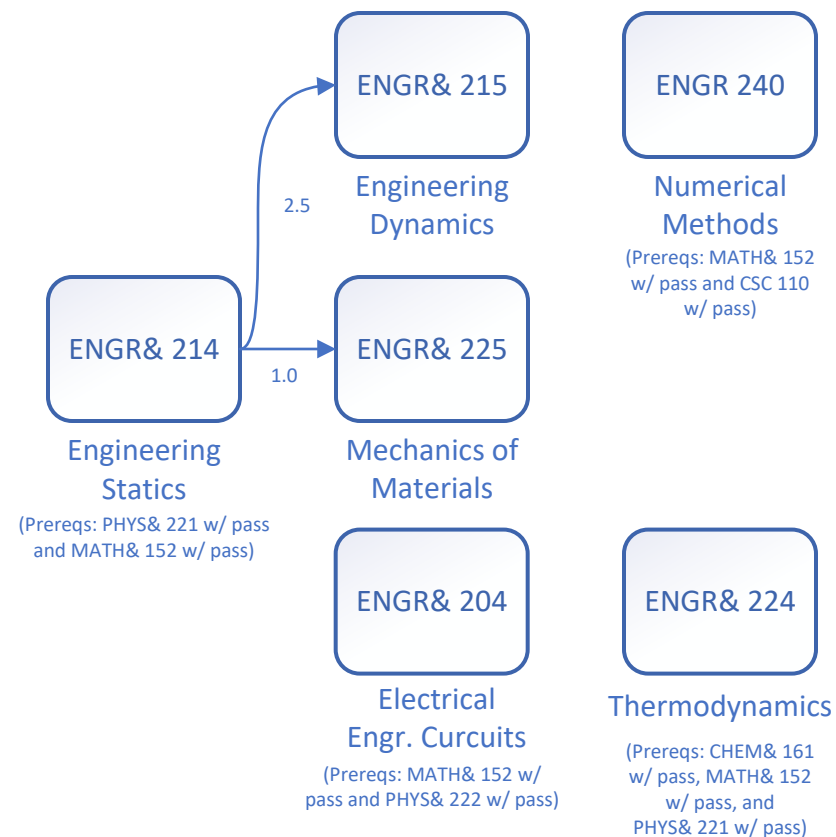 ENGR& 215
Engineering
Dynamics
ENGR 240
Numerical
Methods
(Prereqs: MATH& 152
w/ pass and CSC 110
w/ pass)
2.5
ENGR& 214
Engineering
Statics
(Prereqs: PHYS& 221 w/ pass
and MATH& 152 w/ pass)
1.0
ENGR& 225
Mechanics of
Materials
ENGR& 204
Electrical
Engr. Curcuits
(Prereqs: MATH& 152 w/
pass and PHYS& 222 w/ pass)
ENGR& 224
Thermodynamics
(Prereqs: CHEM& 161
w/ pass, MATH& 152
w/ pass, and
PHYS& 221 w/ pass)